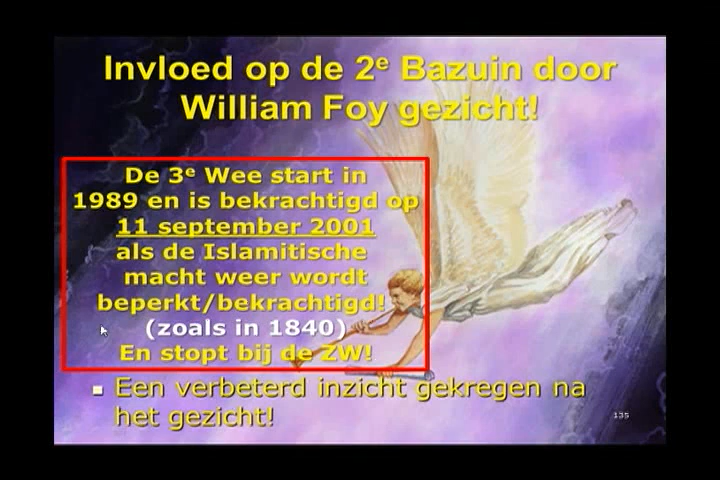 Invloed op de 2e Bazuin door
William Foy gezicht!
De 3e Wee start in
1989 en is bekrachtigd op
11 september 2001
als de Islamitische
macht weer wordt
beperkt/bekrachtigd!
(zoals in 1840)
En stopt bij de ZW!
Een verbeterd inzicht gekregen na
het gezicht!
135